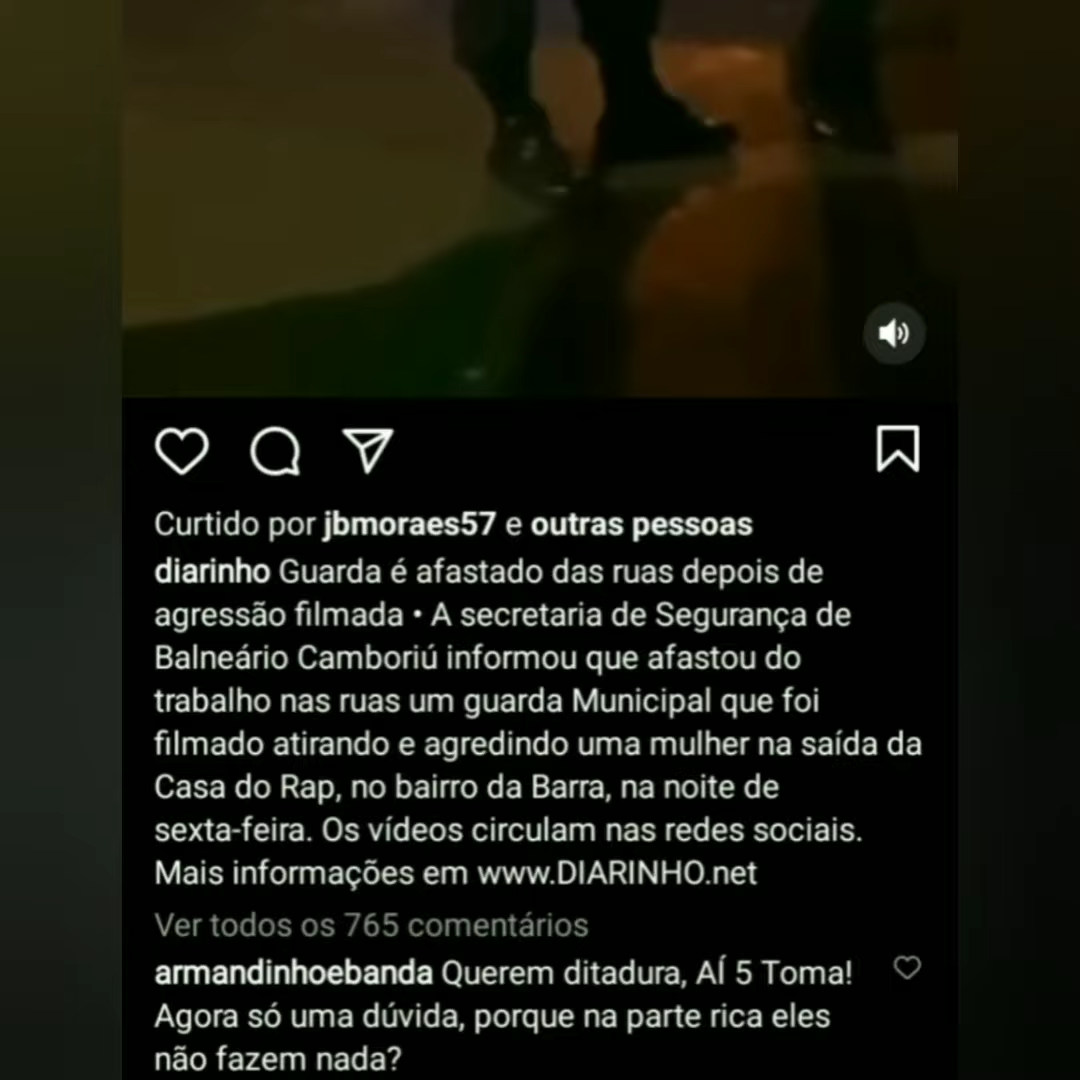 Curtido por jbmoraes57 e outras pessoas
diarinho Guarda é afastado das ruas depois de
agressão filmada • A secretaria de Segurança de
Balneário Camboriú informou que afastou do
trabalho nas ruas um guarda Municipal que foi
filmado atirando e agredindo uma mulher na saída da
Casa do Rap, no bairro da Barra, na noite de
sexta-feira. Os vídeos circulam nas redes sociais.
Mais informações em www.DIARINHO.net
Ver todos os 765 comentários
armandinhoebanda Querem ditadura, AÍ 5 Toma!
Agora só uma dúvida, porque na parte rica eles
não fazem nada?